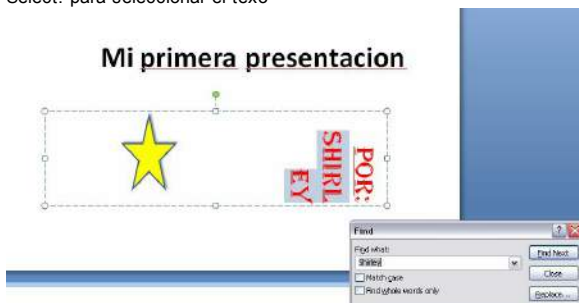 Select: para seleccionar el texo
Mi primera presentacion
POR:
SHIRL
EY
Find
Find what:
Shirley
Match case
Find whole words only
Find Next
Close
Replace...